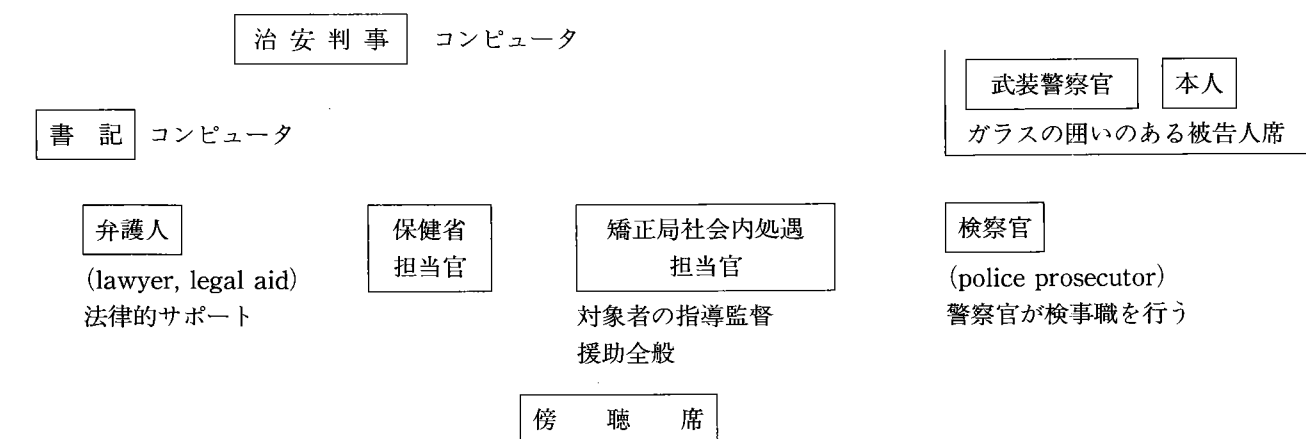 治安判事 コンピュータ
武装警察官 本人
ガラスの囲いのある被告人席
書記 コンピュータ
弁護人
(lawyer, legal aid)
法律的サポート
保健省
担当官
矯正局社会内処遇
担当官
対象者の指導監督
援助全般
検察官
(police prosecutor)
警察官が検事職を行う
傍聴席